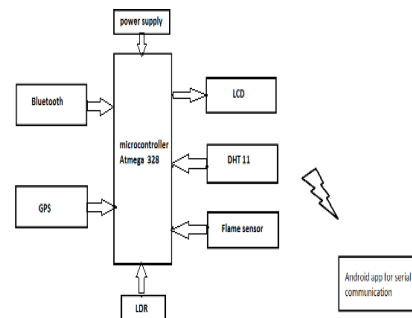 power supply
Bluetooth
LCD
microcontroller
Atmega 328
DHT 11
GPS
Flame sensor
Android app for serial
communication
LDR